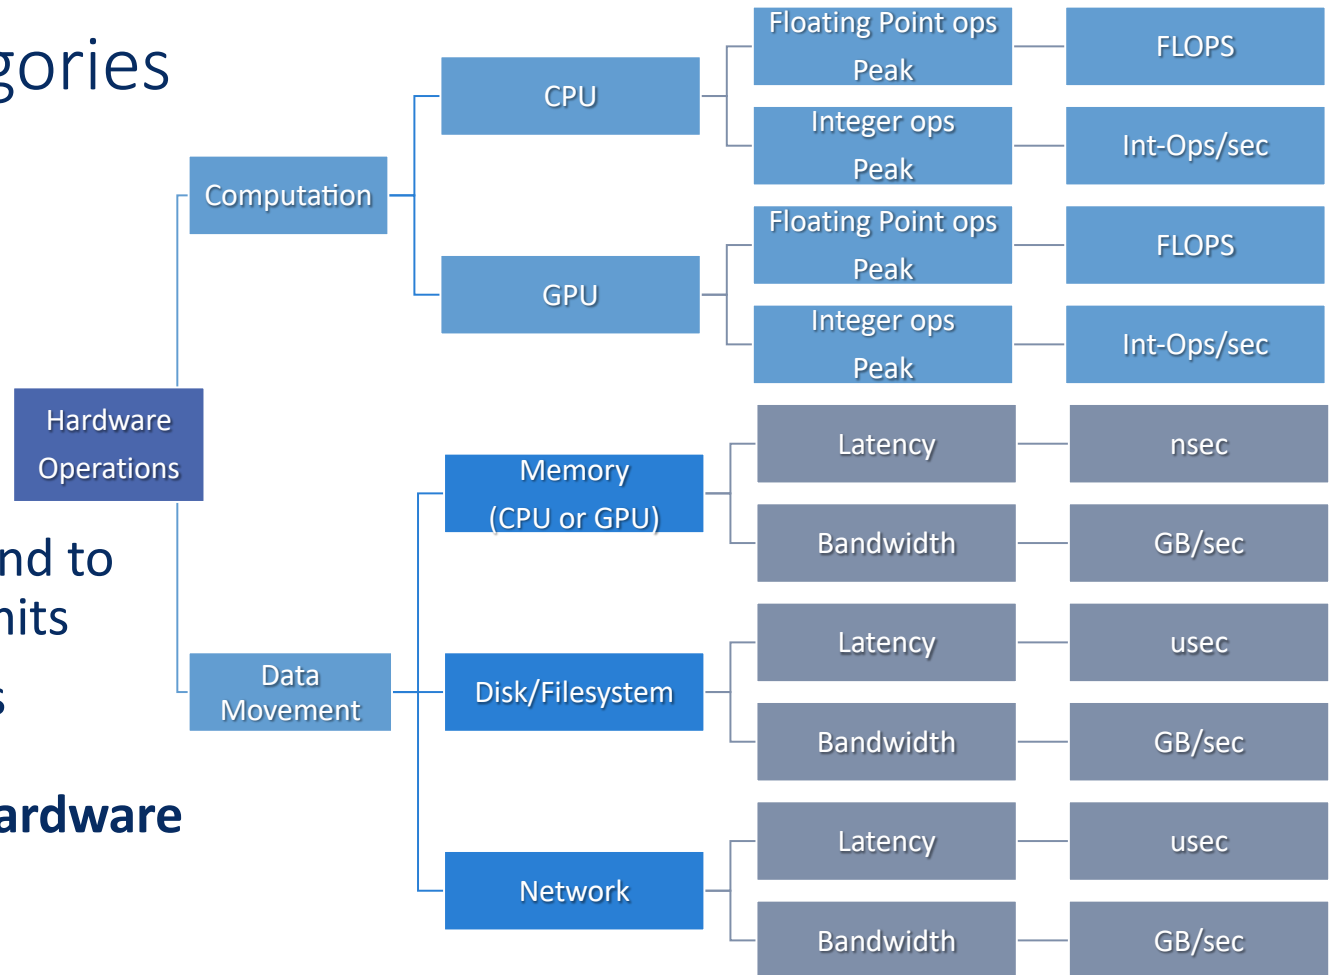 gories
nd to
nits
s
ardware
Hardware
Operations
Computation
CPU
Floating Point ops
Peak
FLOPS
Integer ops
Peak
Int-Ops/sec
GPU
Floating Point ops
Peak
FLOPS
Integer ops
Peak
Int-Ops/sec
Data
Movement
Memory
(CPU or GPU)
Latency
nsec
Bandwidth
GB/sec
Disk/Filesystem
Latency
usec
Bandwidth
GB/sec
Network
Latency
usec
Bandwidth
GB/sec